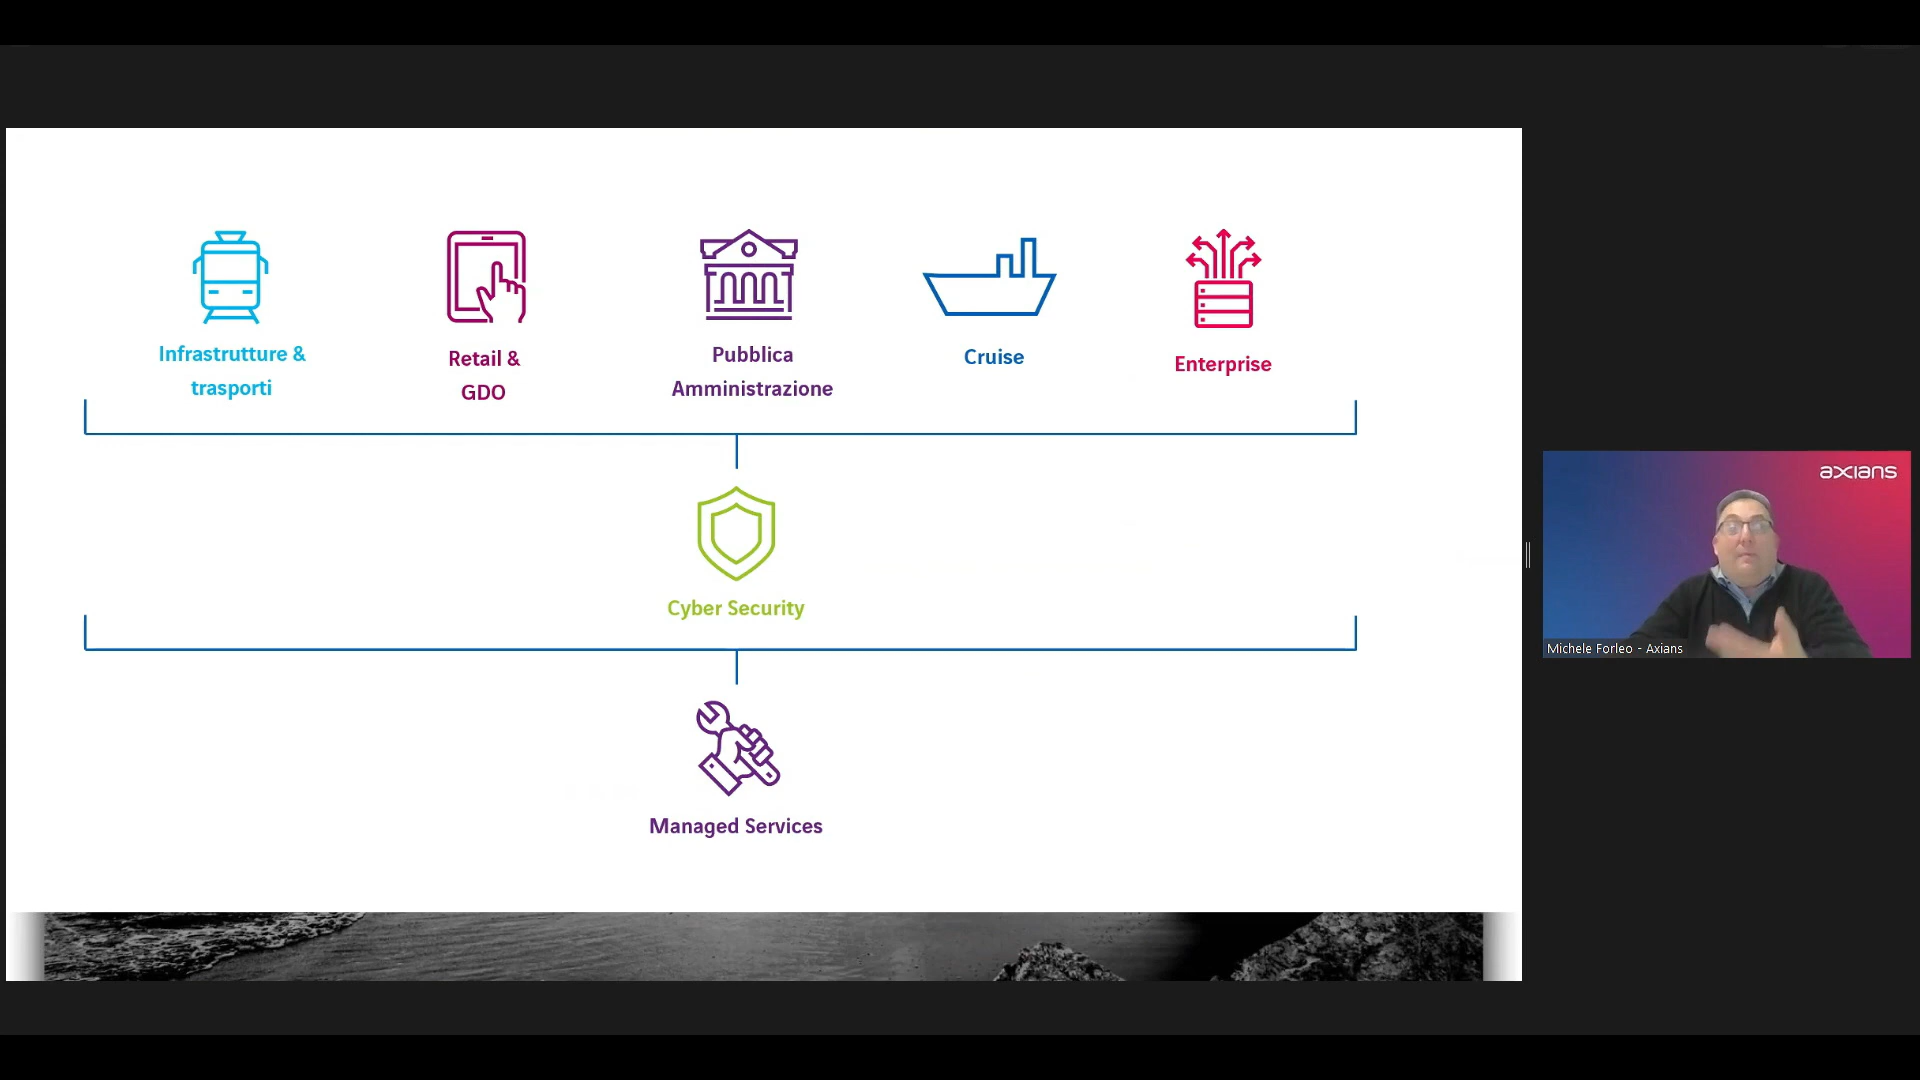 Infrastrutture &
trasporti
Retail &
GDO
Pubblica
Amministrazione
Cruise
Enterprise
Cyber Security
Managed Services
axians
Michele Forleo - Axians